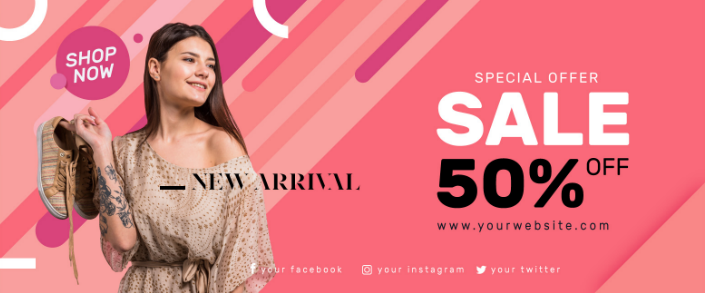 SHOP
NOW
NEW ARRIVAL
SPECIAL OFFER
SALE
50% OFF
www.yourwebsite.com
your facebook
your instagram
your twitter